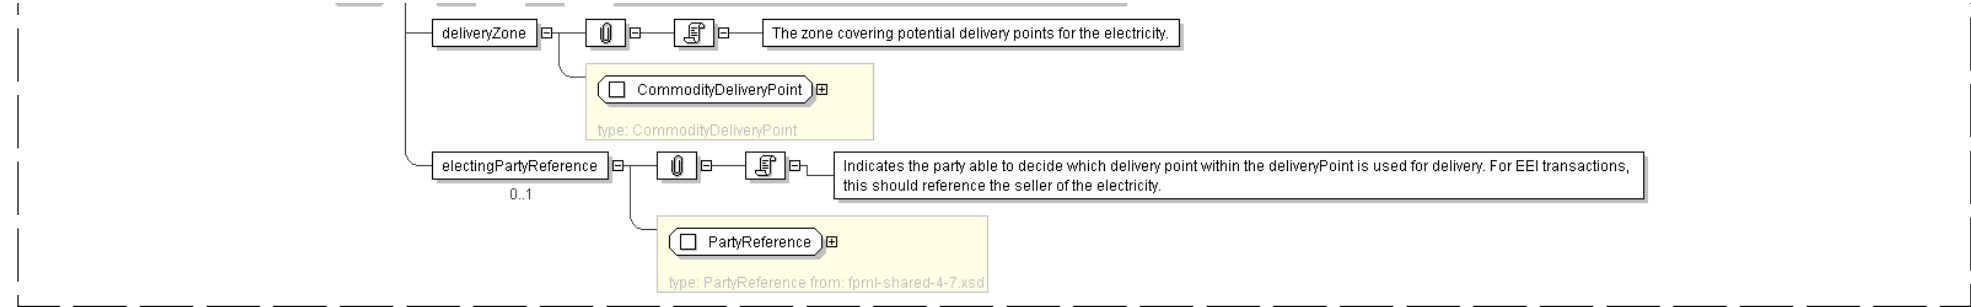 deliveryZone
The zone covering potential delivery points for the electricity.
CommodityDeliveryPoint
type: CommodityDeliveryPoint
electingPartyReference
Indicates the party able to decide which delivery point within the deliveryPoint is used for delivery. For EEI transactions,
this should reference the seller of the electricity.
0..1
PartyReference
type: PartyReference from: fpml-shared-4-7.xsd